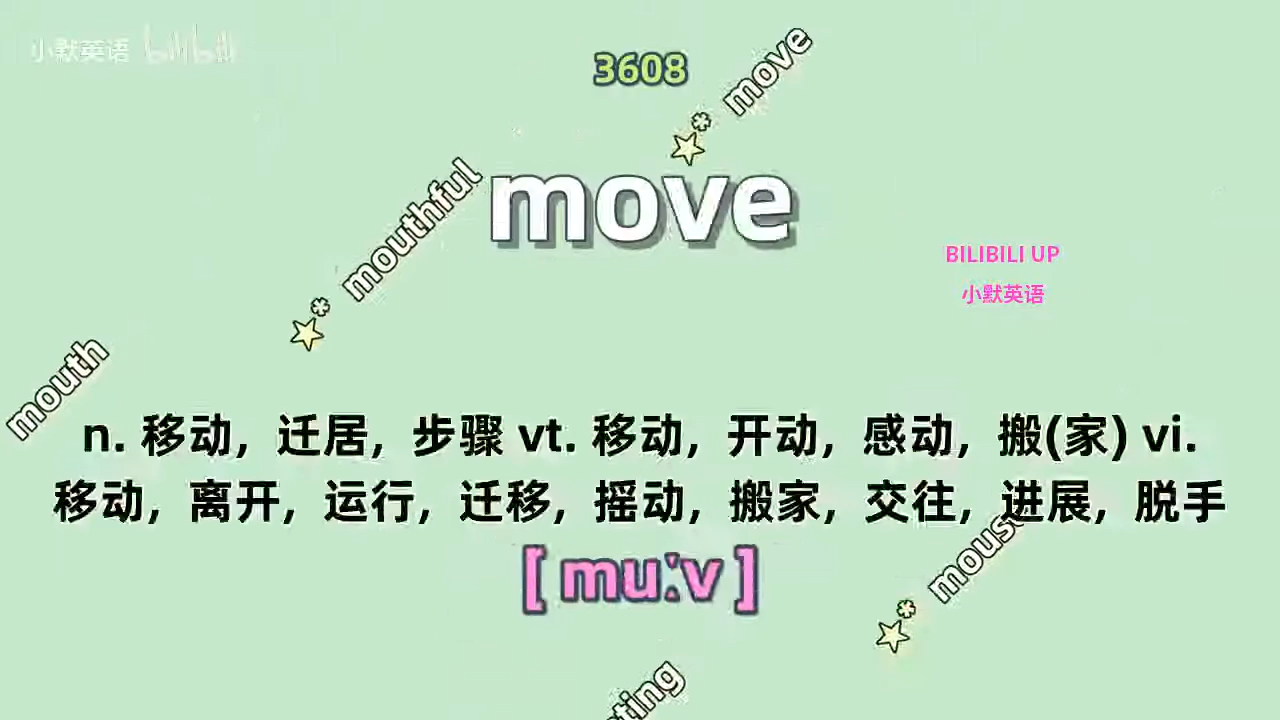 小默英语 bilibili
3608
move
mouthful
move
BILIBILI UP
小默英语
mouth
n. 移动, 迁居, 步骤 vt. 移动, 开动, 感动, 搬(家) vi.
移动, 离开, 运行, 迁移, 摇动, 搬家, 交往, 进展, 脱手
[ mu:'v ]